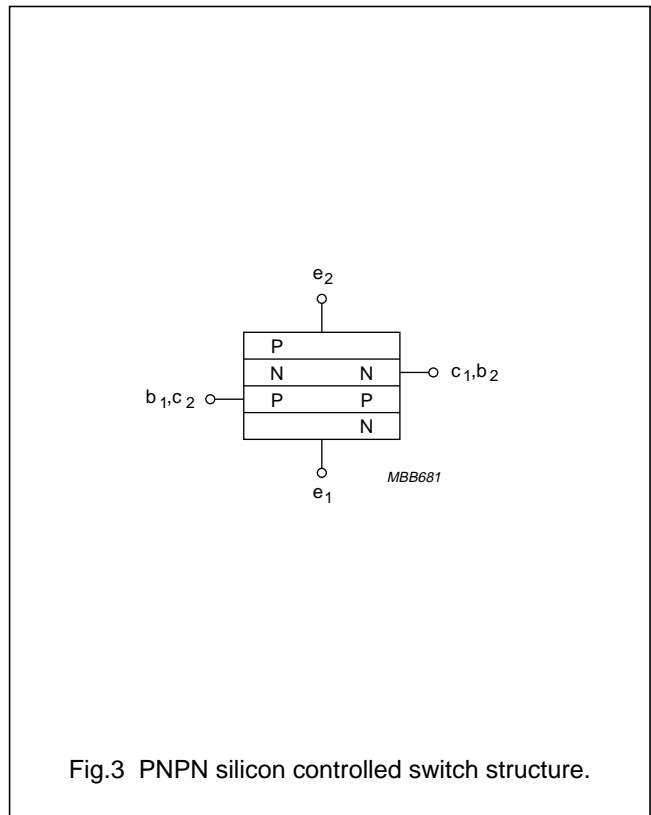 e2
P
N N c1,b2
b1,c2 P P
N
MBB681
e1
Fig.3 PNPN silicon controlled switch structure.